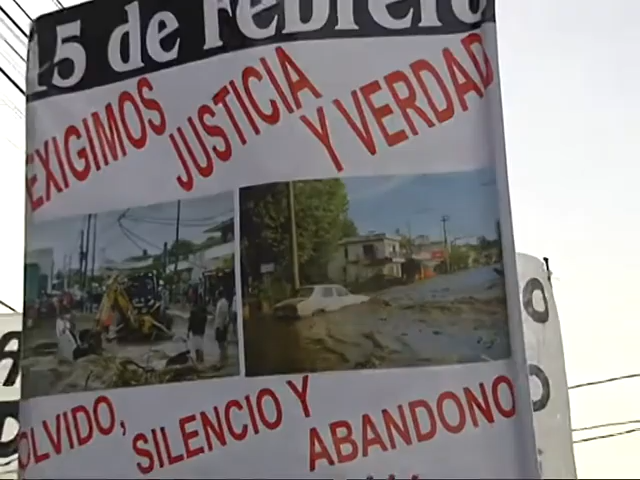 15 de Febrero
EXIGIMOS JUSTICIA Y VERDAD
OLVIDO, SILENCIO Y ABANDONO